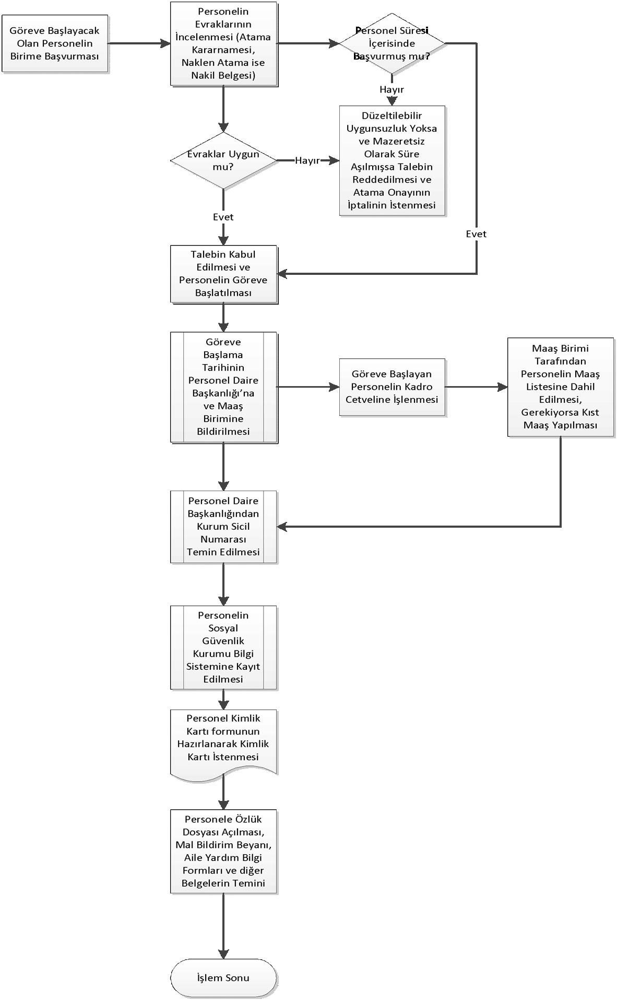 Göreve Başlayacak
Olan Personelin
Birime Başvurması
Personelin
Evraklarının
İncelenmesi (Atama
Kararnamesi,
Naklen Atama ise
Nakil Belgesi)
Personel Süresi
İçerisinde
Başvurmuş mu?
Hayır
Düzeltilebilir
Uygunsuzluk Yoksa
ve Mazeretsiz
Olarak Süre
Aşılmışsa Talebin
Reddedilmesi ve
Atama Onayının
İptalinin İstenmesi
Evraklar Uygun
mu?
Hayır
Evet
Evet
Talebin Kabul
Edilmesi ve
Personelin Göreve
Başlatılması
Göreve
Başlama
Tarihinin
Personel Daire
Başkanlığı’na
ve Maaş
Birimine
Bildirilmesi
Göreve Başlayan
Personelin Kadro
Cetveline İşlenmesi
Maaş Birimi
Tarafından
Personelin Maaş
Listesine Dahil
Edilmesi,
Gerekiyorsa Kıst
Maaş Yapılması
Personel Daire
Başkanlığından
Kurum Sicil
Numarası
Temin Edilmesi
Personelin
Sosyal
Güvenlik
Kurumu Bilgi
Sistemine Kayıt
Edilmesi
Personel Kimlik
Kartı formunun
Hazırlanarak Kimlik
Kartı İstenmesi
Personele Özlük
Dosyası Açılması,
Mal Bildirim Beyanı,
Aile Yardım Bilgi
Formları ve diğer
Belgelerin Temini
İşlem Sonu